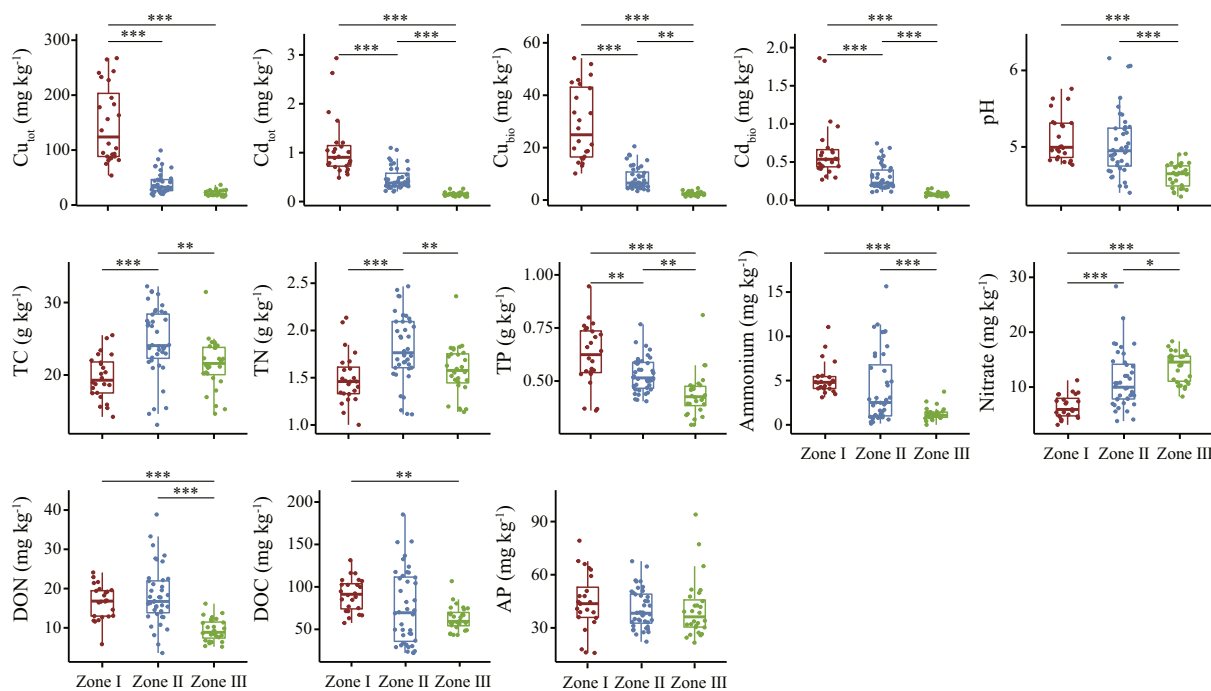 *** *** *** *** ***
*** *** *** *** ** *** *** ***
Cu_tot (mg kg⁻¹)
300
200
100
0
Cd_tot (mg kg⁻¹)
3
2
1
0
Cu_bio (mg kg⁻¹)
60
40
20
0
Cd_bio (mg kg⁻¹)
2.0
1.5
1.0
0.5
0.0
pH
6
5
*** **
TC (g kg⁻¹)
30
20
*** **
TN (g kg⁻¹)
2.5
2.0
1.5
1.0
***
** **
TP (g kg⁻¹)
1.00
0.75
0.50
***
***
Ammonium (mg kg⁻¹)
15
10
5
0
Zone I Zone II Zone III
***
*** *
Nitrate (mg kg⁻¹)
30
20
10
Zone I Zone II Zone III
***
***
DON (mg kg⁻¹)
40
30
20
10
Zone I Zone II Zone III
**
DOC (mg kg⁻¹)
200
150
100
50
Zone I Zone II Zone III
AP (mg kg⁻¹)
90
60
30
Zone I Zone II Zone III